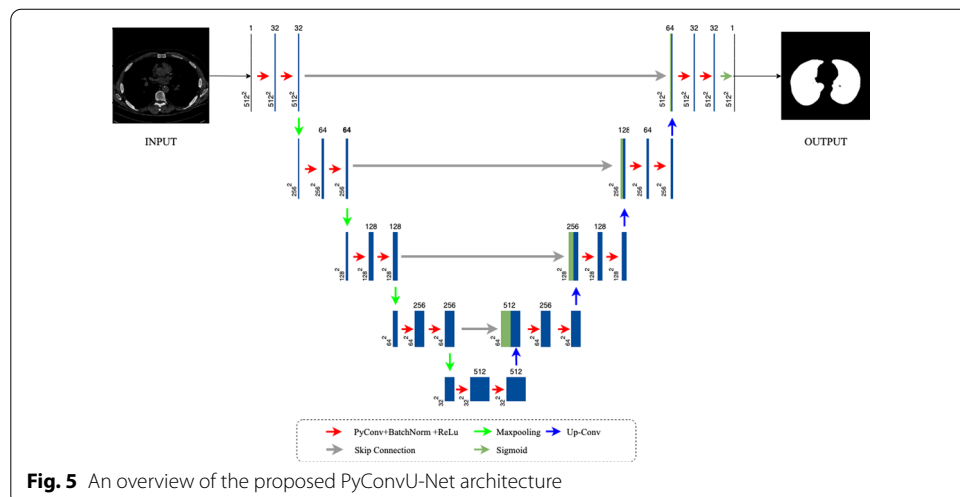 1 32 32 64 32 32 1
512² 512² 512² 512² 512² 512² 512²
INPUT OUTPUT
64 64 128 64
256² 256² 256² 256² 256² 256²
128 128 256 128
128² 128² 128² 128² 128² 128²
256 256 512 256
64² 64² 64² 64² 64² 64²
512 512
32² 32² 32²
PyConv+BatchNorm +ReLu Maxpooling Up-Conv
Skip Connection Sigmoid
Fig. 5 An overview of the proposed PyConvU-Net architecture